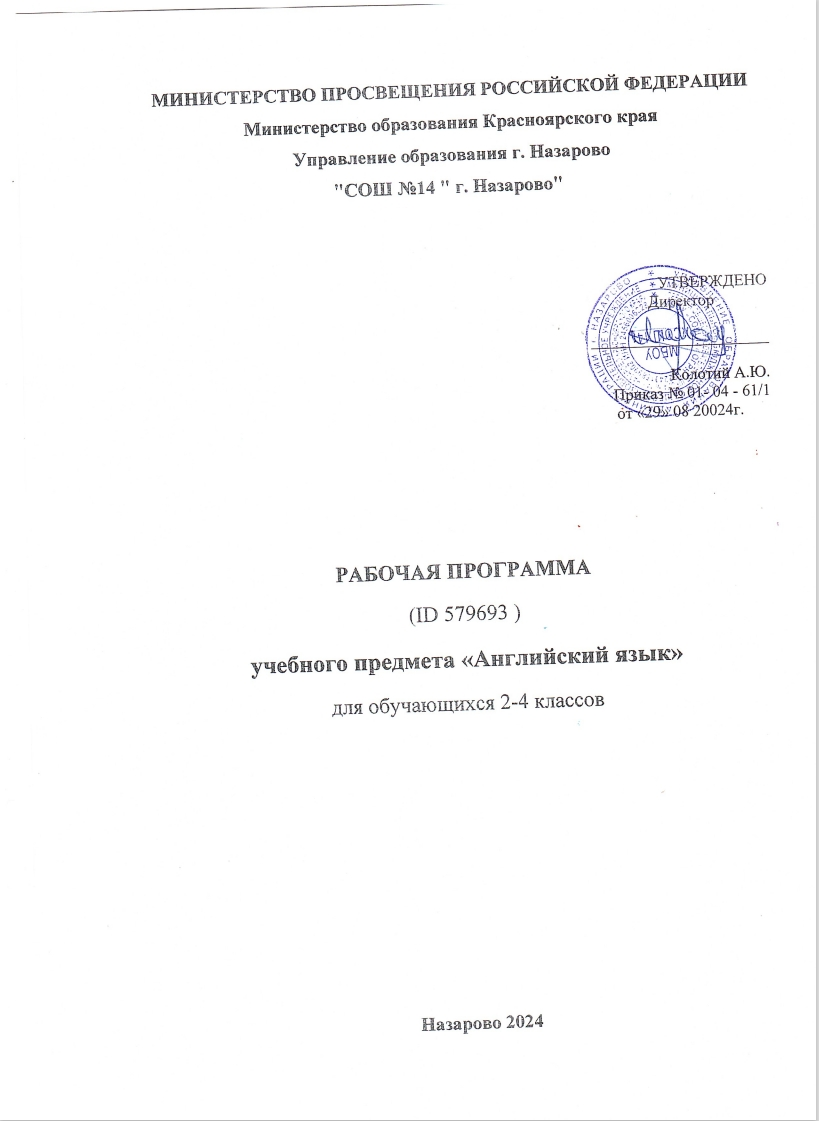 МИНИСТЕРСТВО ПРОСВЕЩЕНИЯ РОССИЙСКОЙ ФЕДЕРАЦИИ
Министерство образования Красноярского края
Управление образования г. Назарово
"СОШ №14 " г. Назарово"
УТВЕРЖДЕНО
Директор
МБОУ
Колотий А.Ю.
Приказ № 01- 04 - 61/1
от «29» 08 20024г.
РАБОЧАЯ ПРОГРАММА
(ID 579693 )
учебного предмета «Английский язык»
для обучающихся 2-4 классов
Назарово 2024